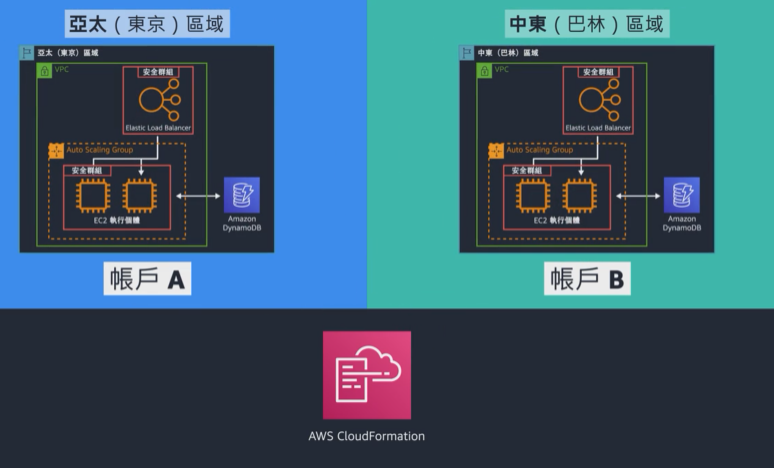 亞太（東京）區域
亞太（東京）區域
VPC
安全群組
Elastic Load Balancer
Auto Scaling Group
安全群組
EC2 執行個體
Amazon
DynamoDB
帳戶 A
中東（巴林）區域
中東（巴林）區域
VPC
安全群組
Elastic Load Balancer
Auto Scaling Group
安全群組
EC2 執行個體
Amazon
DynamoDB
帳戶 B
AWS CloudFormation